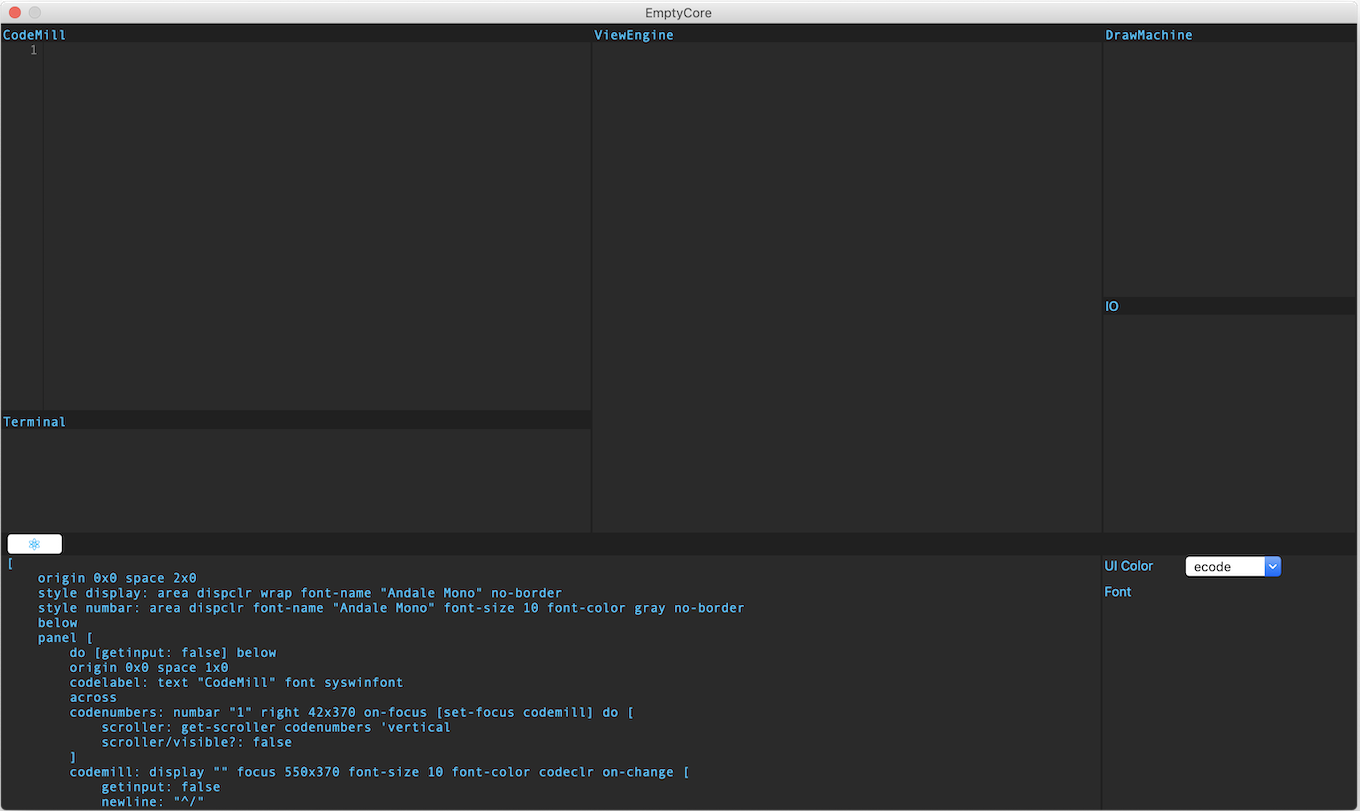 EmptyCore
CodeMill
ViewEngine
DrawMachine
1
IO
Terminal
[
origin 0x0 space 2x0
style display: area dispclr wrap font-name "Andale Mono" no-border
style numbar: area dispclr font-name "Andale Mono" font-size 10 font-color gray no-border
below
panel [
do [getinput: false] below
origin 0x0 space 1x0
codelabel: text "CodeMill" font syswinfont
across
codenumbers: numbar "1" right 42x370 on-focus [set-focus codemill] do [
scroller: get-scroller codenumbers 'vertical
scroller/visible?: false
]
codemill: display "" focus 550x370 font-size 10 font-color codeclr on-change [
getinput: false
newline: "^/"
UI Color
ecode
Font